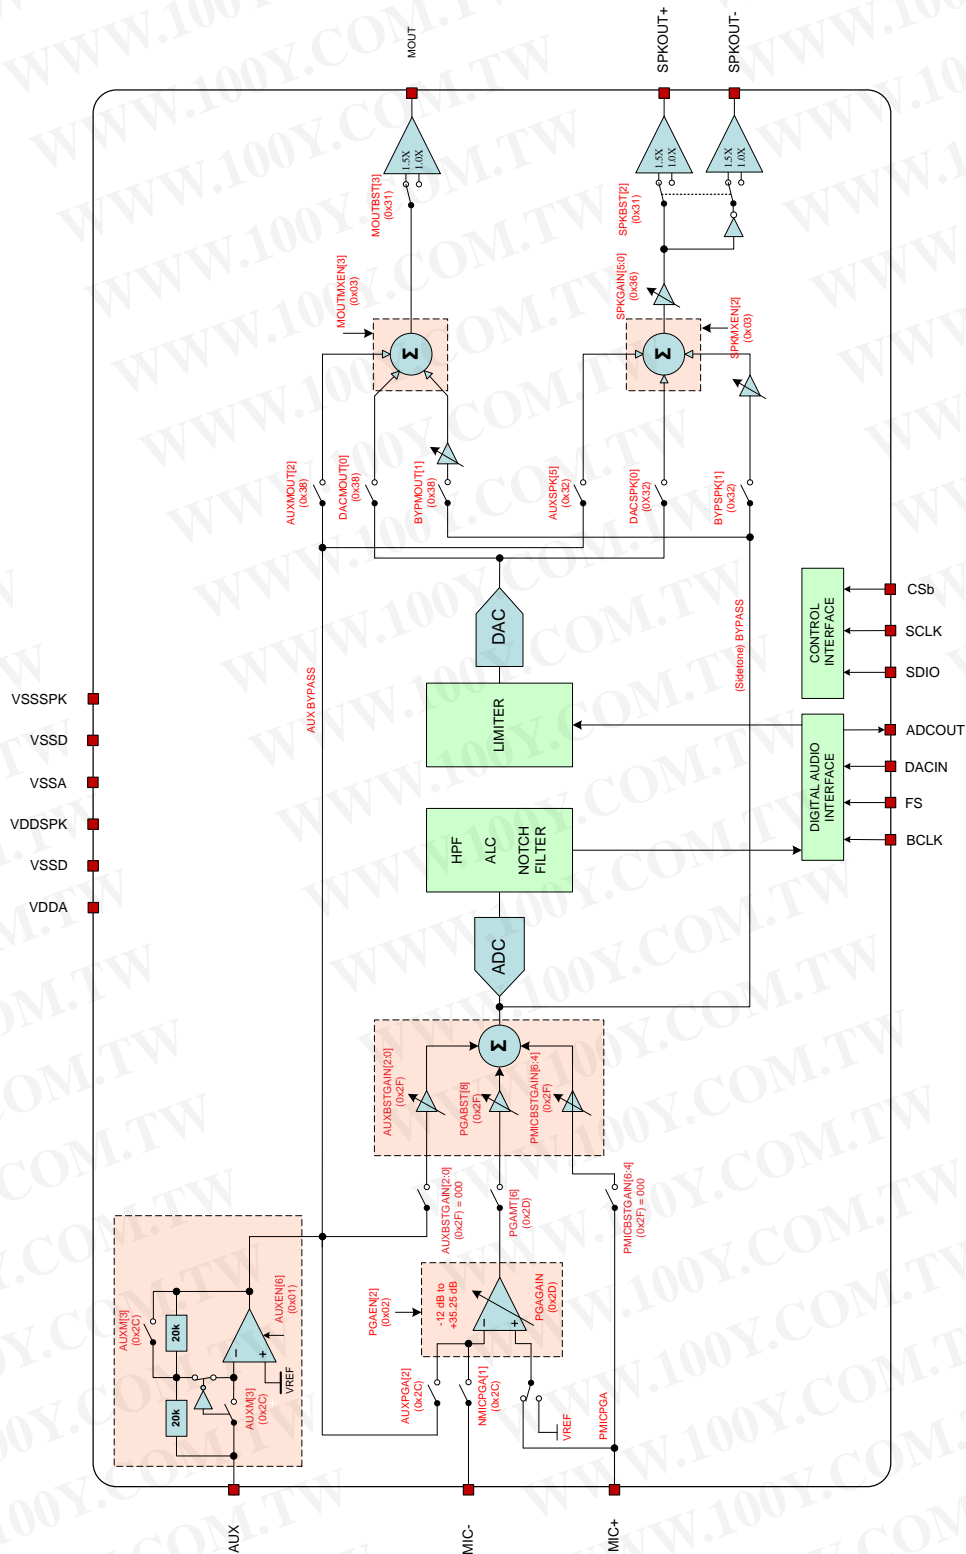 MOUT
SPKOUT+
SPKOUT-
1.5X
1.0X
1.5X
1.0X
1.5X
1.0X
MOUTBST[3]
(0x31)
SPKBST[2]
(0x31)
MOUTMXEN[3]
(0x03)
SPKGAIN[5:0]
(0x36)
SPKMXEN[2]
(0x03)
Σ
Σ
AUXMOUT[2]
(0x38)
DACMOUT[0]
(0x38)
BYPMOUT[1]
(0x38)
AUXSPK[5]
(0x32)
DACSPK[0]
(0X32)
BYPSPK[1]
(0x32)
DAC
AUX BYPASS
(Sidetone) BYPASS
LIMITER
CONTROL
INTERFACE
CSb
SCLK
SDIO
DIGITAL AUDIO
INTERFACE
ADCOUT
DACIN
FS
BCLK
VSSSPK
VSSD
VSSA
VDDSPK
VSSD
VDDA
HPF
ALC
NOTCH
FILTER
ADC
Σ
AUXBSTGAIN[2:0]
(0x2F)
PGABST[8]
(0x2F)
PMICBSTGAIN[6:4]
(0x2F)
AUXBSTGAIN[2:0]
(0x2F) = 000
PGAMT[6]
(0x2D)
PMICBSTGAIN[6:4]
(0x2F) = 000
PGAEN[2]
(0x02)
-12 dB to
+35.25 dB
PGAGAIN
(0x2D)
−
+
AUXM[3]
(0x2C)
20k
20k
AUXEN[6]
(0x01)
−
+
VREF
AUXM[3]
(0x2C)
AUXPGA[2]
(0x2C)
NMICPGA[1]
(0x2C)
VREF
PMICPGA
AUX
MIC-
MIC+
WWW.100Y.COM.TW